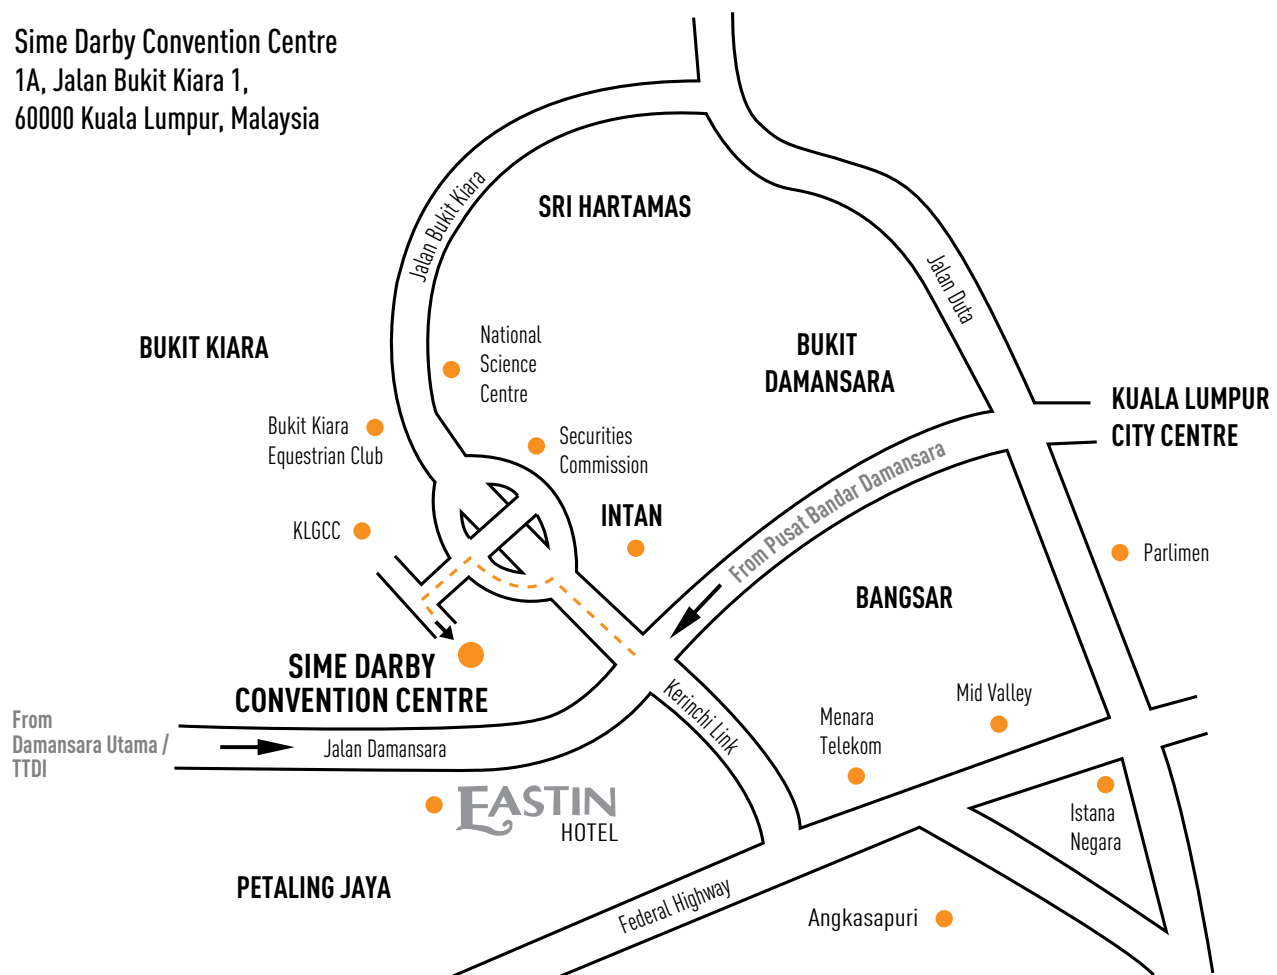 Sime Darby Convention Centre
1A, Jalan Bukit Kiara 1,
60000 Kuala Lumpur, Malaysia
Jalan Bukit Kiara
SRI HARTAMAS
Jalan Duta
BUKIT KIARA
National
Science
Centre
BUKIT
DAMANSARA
KUALA LUMPUR
CITY CENTRE
Bukit Kiara
Equestrian Club
Securities
Commission
From Pusat Bandar Damansara
INTAN
KLGCC
Parlimen
BANGSAR
SIME DARBY
CONVENTION CENTRE
Kerinchi Link
Mid Valley
Menara
Telekom
From
Damansara Utama /
TTDI
Jalan Damansara
EASTIN
HOTEL
Istana
Negara
PETALING JAYA
Federal Highway
Angkasapuri